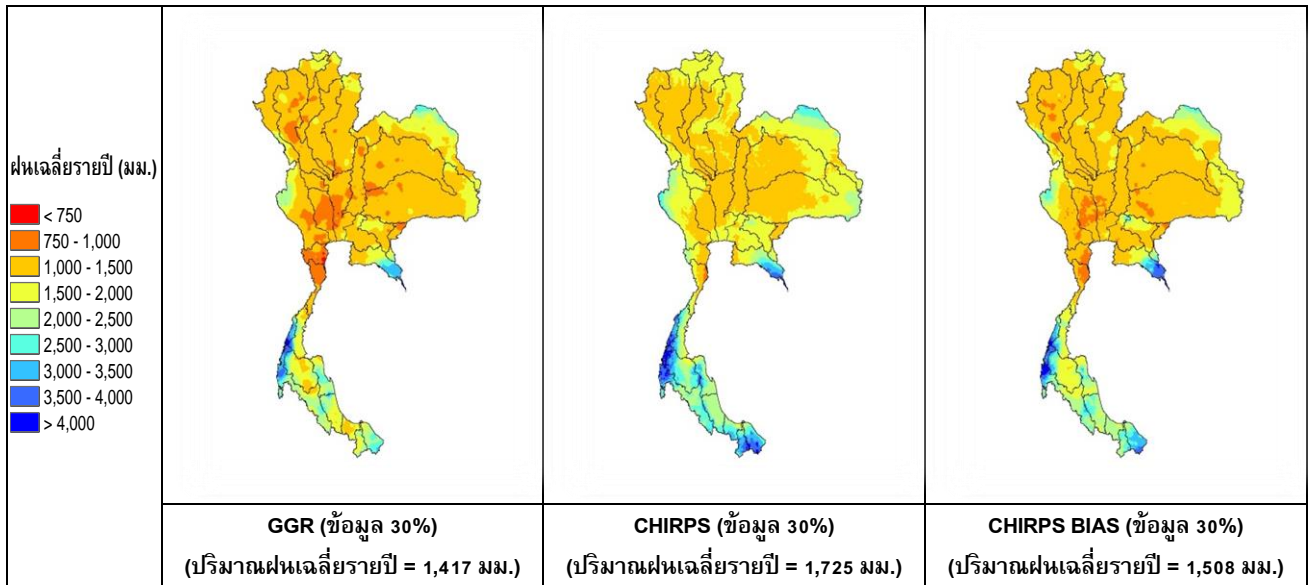 ฝนเฉลี่ยรายปี (มม.)
< 750
750 - 1,000
1,000 - 1,500
1,500 - 2,000
2,000 - 2,500
2,500 - 3,000
3,000 - 3,500
3,500 - 4,000
> 4,000
GGR (ข้อมูล 30%)
(ปริมาณฝนเฉลี่ยรายปี = 1,417 มม.)
CHIRPS (ข้อมูล 30%)
(ปริมาณฝนเฉลี่ยรายปี = 1,725 มม.)
CHIRPS BIAS (ข้อมูล 30%)
(ปริมาณฝนเฉลี่ยรายปี = 1,508 มม.)